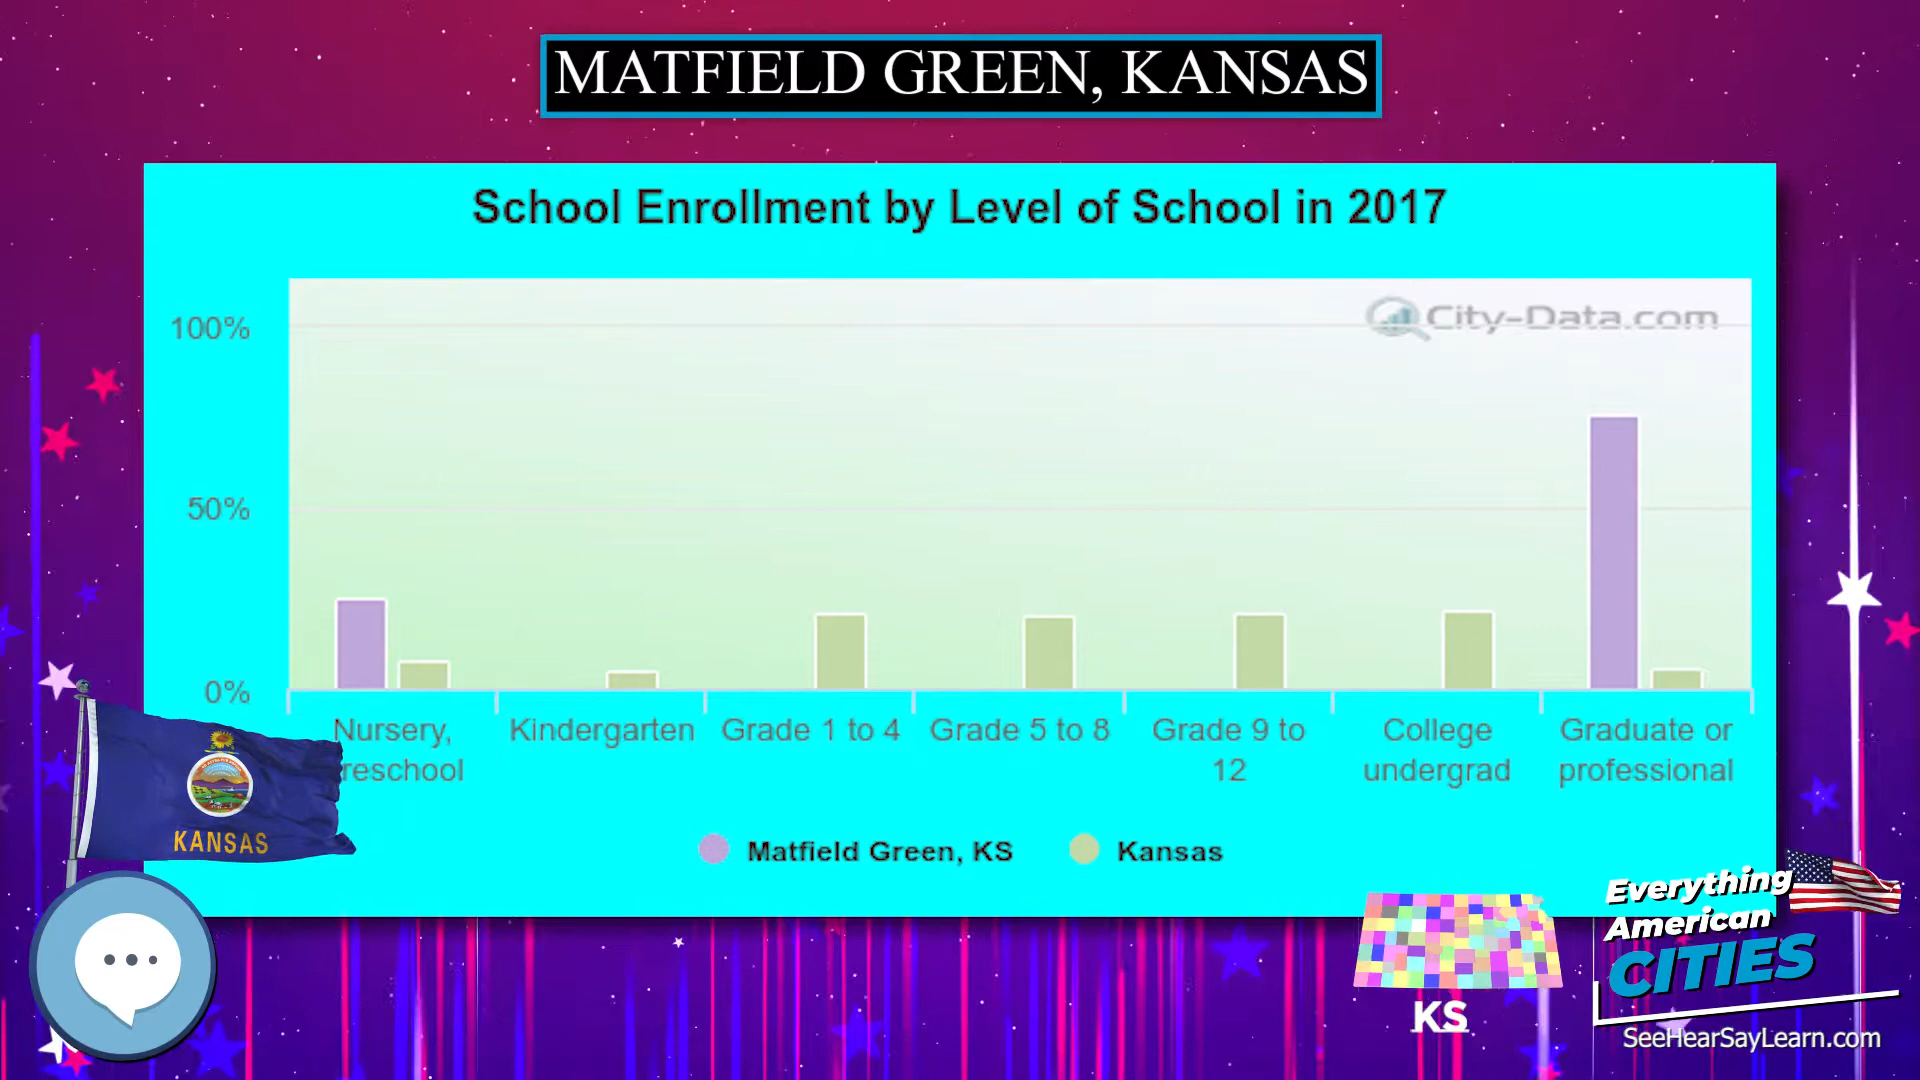 MATFIELD GREEN, KANSAS
School Enrollment by Level of School in 2017
City-Data.com
100%
50%
0%
Nursery,
reschool
Kindergarten
Grade 1 to 4
Grade 5 to 8
Grade 9 to
12
College
undergrad
Graduate or
professional
Matfield Green, KS
Kansas
KANSAS
KS
Everything
American
CITIES
SeeHearSayLearn.com